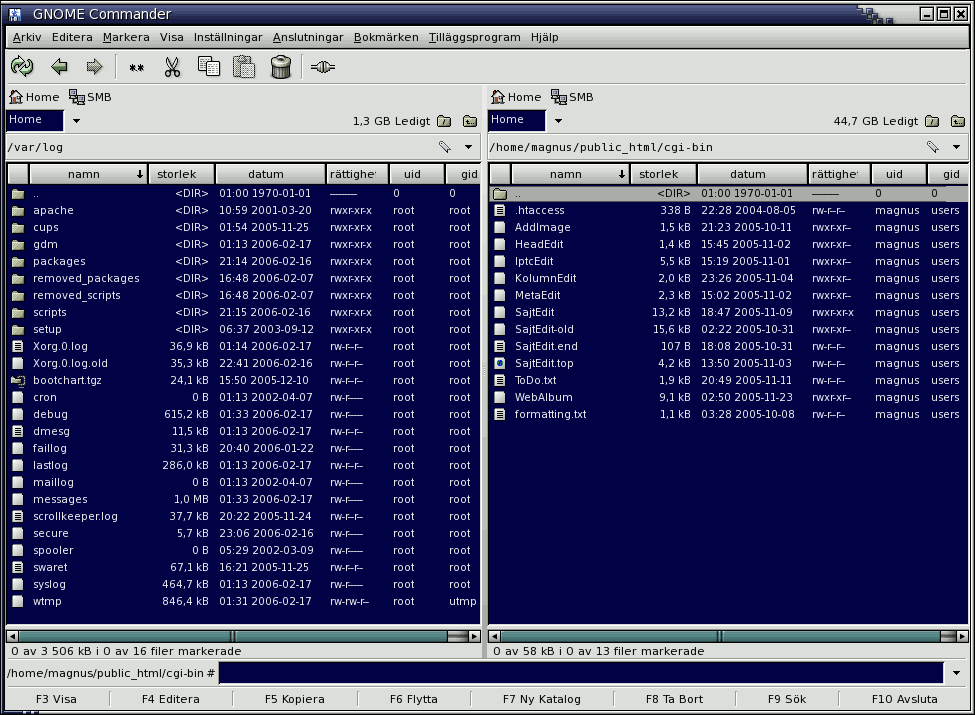 GNOME Commander
Arkiv Editera Markera Visa Inställningar Anslutningar Bokmärken Tilläggsprogram Hjälp
Home SMB
Home 1,3 GB Ledigt
/var/log
namn storlek datum rättighet uid gid
.. <DIR> 01:00 1970-01-01 --------- 0 0
apache <DIR> 10:59 2001-03-20 rwxr-xr-x root root
cups <DIR> 01:54 2005-11-25 rwxr-xr-x root root
gdm <DIR> 01:13 2006-02-17 rwxr-xr-x root root
packages <DIR> 21:14 2006-02-16 rwxr-xr-x root root
removed_packages <DIR> 16:48 2006-02-07 rwxr-xr-x root root
removed_scripts <DIR> 16:48 2006-02-07 rwxr-xr-x root root
scripts <DIR> 21:15 2006-02-16 rwxr-xr-x root root
setup <DIR> 06:37 2003-09-12 rwxr-xr-x root root
Xorg.0.log 36,9 kB 01:14 2006-02-17 rw-r--r-- root root
Xorg.0.log.old 35,3 kB 22:41 2006-02-16 rw-r--r-- root root
bootchart.tgz 24,1 kB 15:50 2005-12-10 rw-r--r-- root root
cron 0 B 01:13 2002-04-07 rw-r----- root root
debug 615,2 kB 01:33 2006-02-17 rw-r----- root root
dmesg 11,5 kB 01:13 2006-02-17 rw-r--r-- root root
faillog 31,3 kB 20:40 2006-01-22 rw-r----- root root
lastlog 286,0 kB 01:13 2006-02-17 rw-r--r-- root root
maillog 0 B 01:13 2002-04-07 rw-r----- root root
messages 1,0 MB 01:33 2006-02-17 rw-r----- root root
scrollkeeper.log 37,7 kB 20:22 2005-11-24 rw-r--r-- root root
secure 5,7 kB 23:06 2006-02-16 rw-r----- root root
spooler 0 B 05:29 2002-03-09 rw-r----- root root
swaret 67,1 kB 16:21 2005-11-25 rw-r--r-- root root
syslog 464,7 kB 01:33 2006-02-17 rw-r----- root root
wtmp 846,4 kB 01:31 2006-02-17 rw-rw-r-- root utmp
0 av 3 506 kB i 0 av 16 filer markerade
Home SMB
Home 44,7 GB Ledigt
/home/magnus/public_html/cgi-bin
namn storlek datum rättighet uid gid
.. <DIR> 01:00 1970-01-01 --------- 0 0
.htaccess 338 B 22:28 2004-08-05 rw-r--r-- magnus users
AddImage 1,5 kB 21:23 2005-10-11 rwxr-xr-- magnus users
HeadEdit 1,4 kB 15:45 2005-11-02 rwxr-xr-- magnus users
IptcEdit 5,5 kB 15:19 2005-11-01 rwxr-xr-- magnus users
KolumnEdit 2,0 kB 23:26 2005-11-04 rwxr-xr-- magnus users
MetaEdit 2,3 kB 15:02 2005-11-02 rwxr-xr-- magnus users
SajtEdit 13,2 kB 18:47 2005-11-09 rwxr-xr-x magnus users
SajtEdit-old 15,6 kB 02:22 2005-10-31 rwxr-xr-- magnus users
SajtEdit.end 107 B 18:08 2005-10-31 rw-r--r-- magnus users
SajtEdit.top 4,2 kB 13:50 2005-11-03 rw-r--r-- magnus users
ToDo.txt 1,9 kB 20:49 2005-11-11 rw-r--r-- magnus users
WebAlbum 9,1 kB 02:50 2005-11-23 rwxr-xr-- magnus users
formatting.txt 1,1 kB 03:28 2005-10-08 rw-r--r-- magnus users
0 av 58 kB i 0 av 13 filer markerade
/home/magnus/public_html/cgi-bin #
F3 Visa F4 Editera F5 Kopiera F6 Flytta F7 Ny Katalog F8 Ta Bort F9 Sök F10 Avsluta